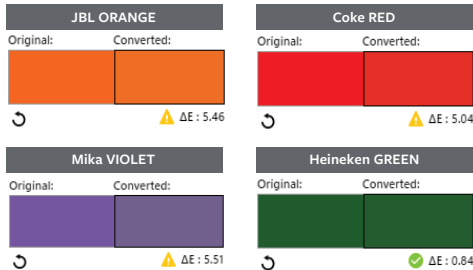 JBL ORANGE
Original: Converted:
ΔE : 5.46
Coke RED
Original: Converted:
ΔE : 5.04
Mika VIOLET
Original: Converted:
ΔE : 5.51
Heineken GREEN
Original: Converted:
ΔE : 0.84